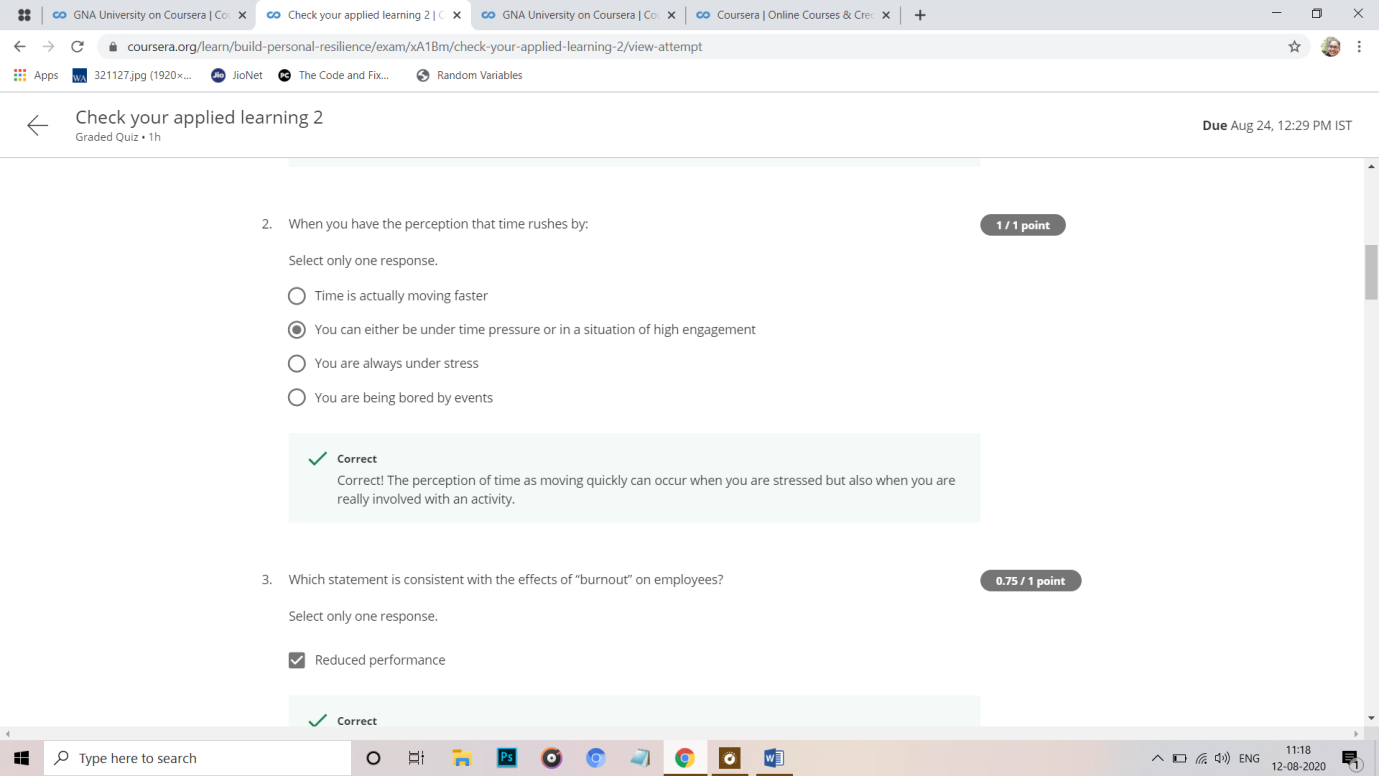 GNA University on Coursera | Co
Check your applied learning 2 | C
GNA University on Coursera | Co
Coursera | Online Courses & Cre
coursera.org/learn/build-personal-resilience/exam/xA1Bm/check-your-applied-learning-2/view-attempt
Apps
WA 321127.jpg (1920×...
Jio JioNet
PC The Code and Fix...
Random Variables
Check your applied learning 2
Graded Quiz • 1h
Due Aug 24, 12:29 PM IST
2. When you have the perception that time rushes by:
1 / 1 point
Select only one response.
Time is actually moving faster
You can either be under time pressure or in a situation of high engagement
You are always under stress
You are being bored by events
Correct
Correct! The perception of time as moving quickly can occur when you are stressed but also when you are
really involved with an activity.
3. Which statement is consistent with the effects of “burnout” on employees?
0.75 / 1 point
Select only one response.
Reduced performance
Correct
Type here to search
Ps
W
ENG
11:18
12-08-2020
1